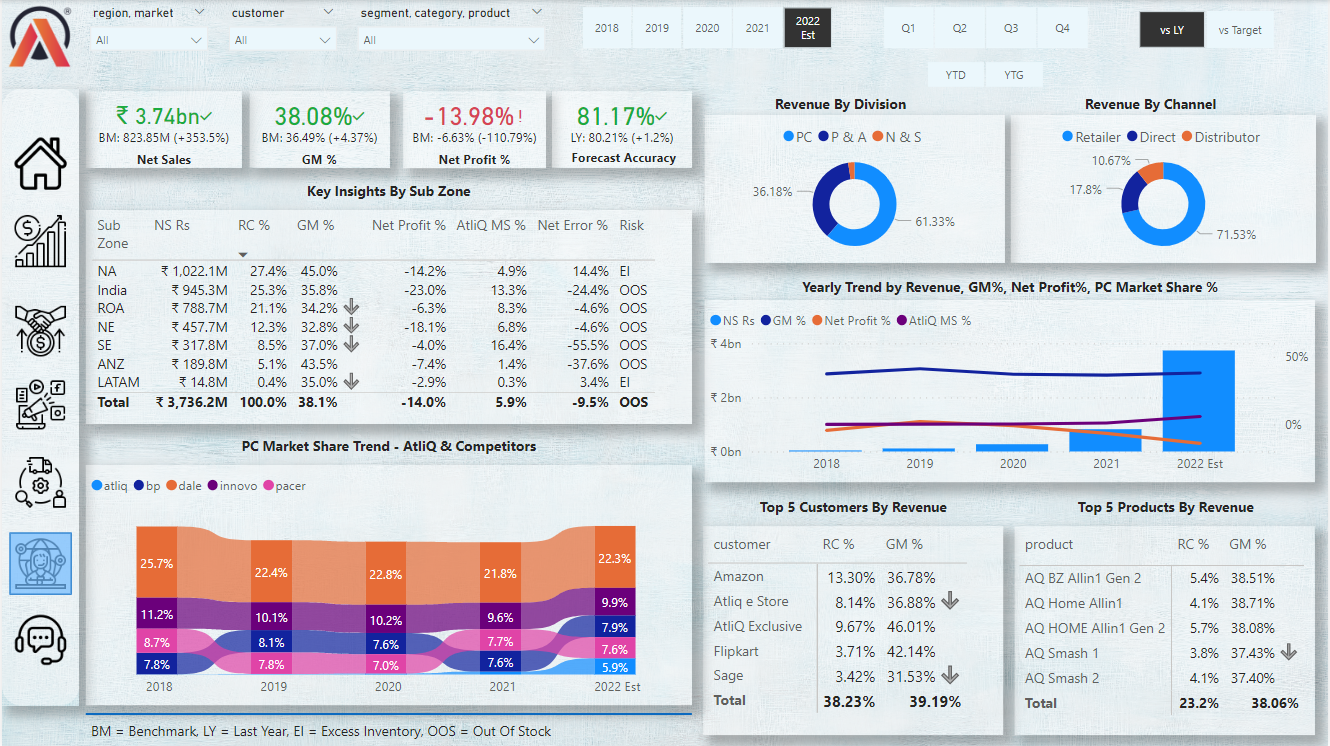 region, market
customer
segment, category, product
All
All
All
2018
2019
2020
2021
2022 Est
Q1
Q2
Q3
Q4
YTD
YTG
vs LY
vs Target
®
₹ 3.74bn✓
BM: 823.85M (+353.5%)
Net Sales
38.08%✓
BM: 36.49% (+4.37%)
GM %
-13.98%!
BM: -6.63% (-110.79%)
Net Profit %
81.17%✓
LY: 80.21% (+1.2%)
Forecast Accuracy
Key Insights By Sub Zone
Sub Zone NS Rs RC % GM % Net Profit % AtliQ MS % Net Error % Risk
NA ₹ 1,022.1M 27.4% 45.0% -14.2% 4.9% 14.4% EI
India ₹ 945.3M 25.3% 35.8% -23.0% 13.3% -24.4% OOS
ROA ₹ 788.7M 21.1% 34.2% -6.3% 8.3% -4.6% OOS
NE ₹ 457.7M 12.3% 32.8% -18.1% 6.8% -4.6% OOS
SE ₹ 317.8M 8.5% 37.0% -4.0% 16.4% -55.5% OOS
ANZ ₹ 189.8M 5.1% 43.5% -7.4% 1.4% -37.6% OOS
LATAM ₹ 14.8M 0.4% 35.0% -2.9% 0.3% 3.4% EI
Total ₹ 3,736.2M 100.0% 38.1% -14.0% 5.9% -9.5% OOS
PC Market Share Trend - AtliQ & Competitors
atliq bp dale innovo pacer
25.7% 22.4% 22.8% 21.8% 22.3%
11.2% 10.1% 10.2% 9.6% 9.9%
8.7% 8.1% 7.6% 7.7% 7.9%
7.8% 7.8% 7.0% 7.6% 7.6%
5.9%
2018 2019 2020 2021 2022 Est
BM = Benchmark, LY = Last Year, EI = Excess Inventory, OOS = Out Of Stock
Revenue By Division
PC P & A N & S
36.18%
61.33%
Revenue By Channel
Retailer Direct Distributor
10.67%
17.8%
71.53%
Yearly Trend by Revenue, GM%, Net Profit%, PC Market Share %
NS Rs GM % Net Profit % AtliQ MS %
₹ 4bn
50%
₹ 2bn
0%
₹ 0bn
2018 2019 2020 2021 2022 Est
Top 5 Customers By Revenue
customer RC % GM %
Amazon 13.30% 36.78%
Atliq e Store 8.14% 36.88%
AtliQ Exclusive 9.67% 46.01%
Flipkart 3.71% 42.14%
Sage 3.42% 31.53%
Total 38.23% 39.19%
Top 5 Products By Revenue
product RC % GM %
AQ BZ Allin1 Gen 2 5.4% 38.51%
AQ Home Allin1 4.1% 38.71%
AQ HOME Allin1 Gen 2 5.7% 38.08%
AQ Smash 1 3.8% 37.43%
AQ Smash 2 4.1% 37.40%
Total 23.2% 38.06%